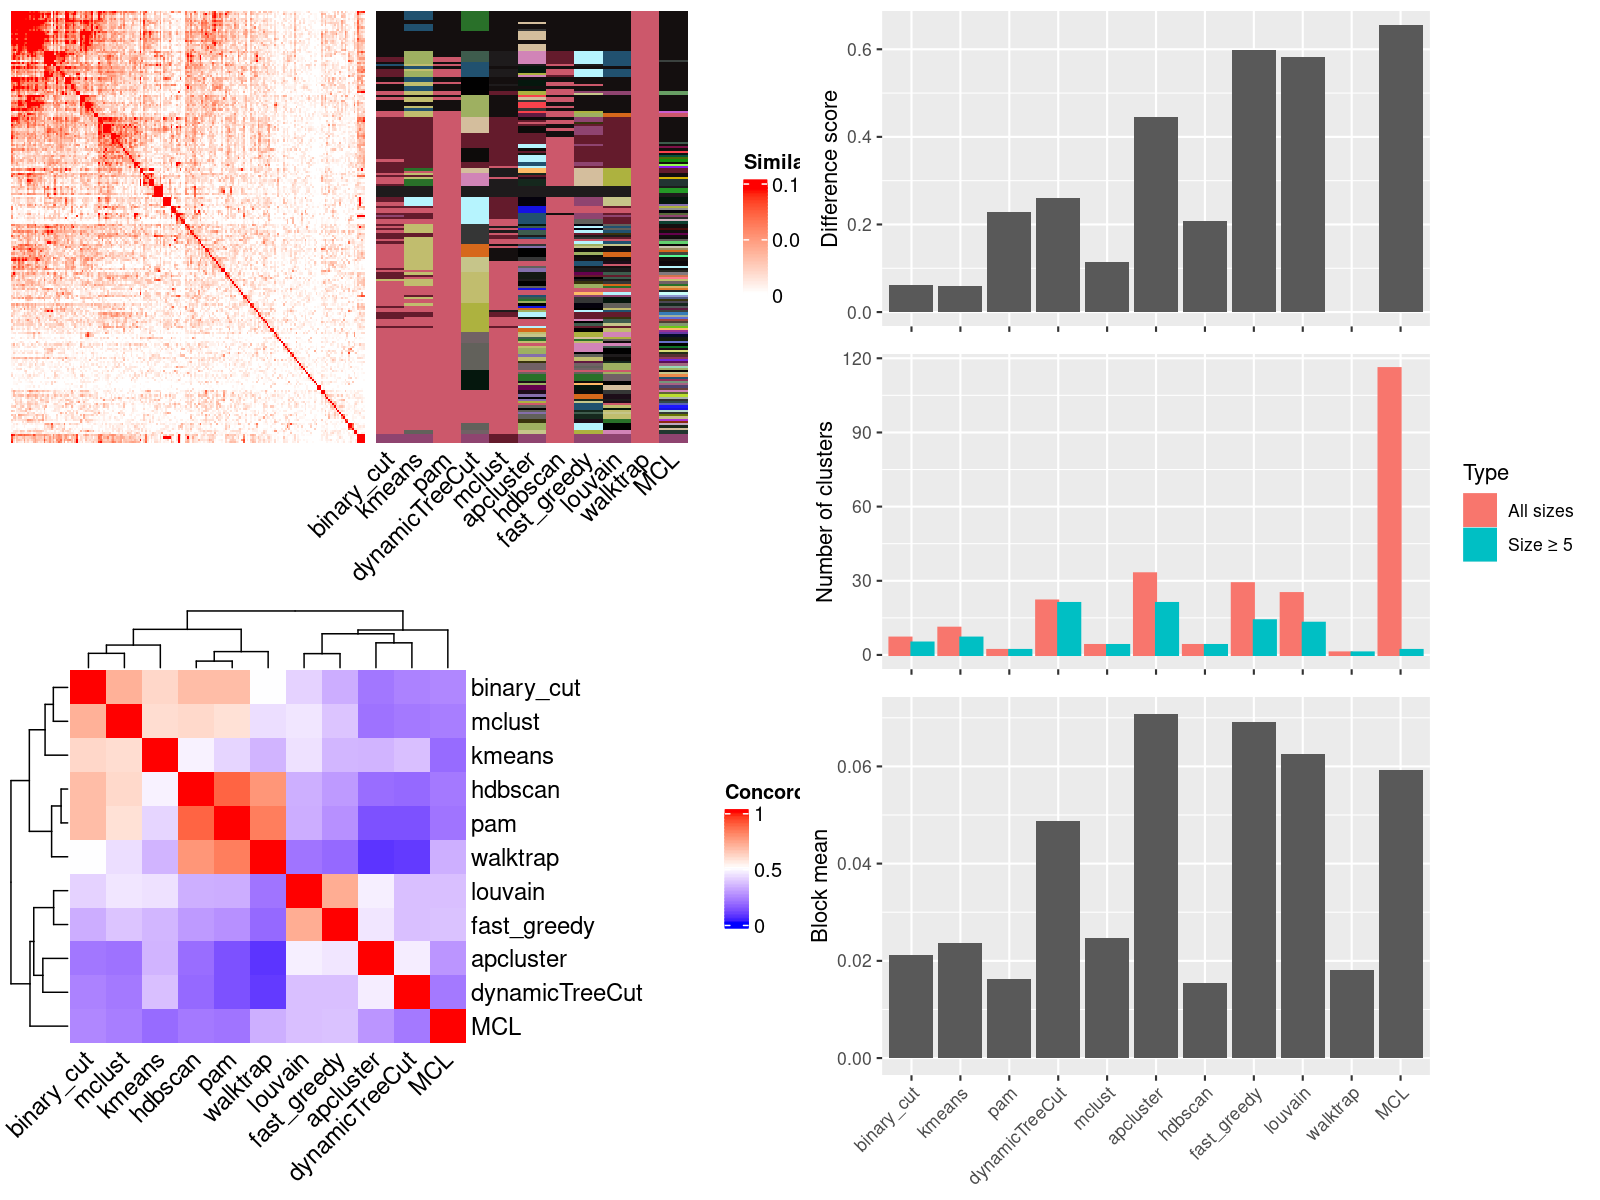 Simila
0.1
0.0
0
binary_cut
kmeans
pam
dynamicTreeCut
mclust
apcluster
hdbscan
fast_greedy
louvain
walktrap
MCL
binary_cut
mclust
kmeans
hdbscan
pam
walktrap
louvain
fast_greedy
apcluster
dynamicTreeCut
MCL
Concord
1
0.5
0
binary_cut
mclust
kmeans
hdbscan
pam
walktrap
louvain
fast_greedy
apcluster
dynamicTreeCut
MCL
Difference score
0.6
0.4
0.2
0.0
Number of clusters
120
90
60
30
0
Type
All sizes
Size ≥ 5
Block mean
0.06
0.04
0.02
0.00
binary_cut
kmeans
pam
dynamicTreeCut
mclust
apcluster
hdbscan
fast_greedy
louvain
walktrap
MCL